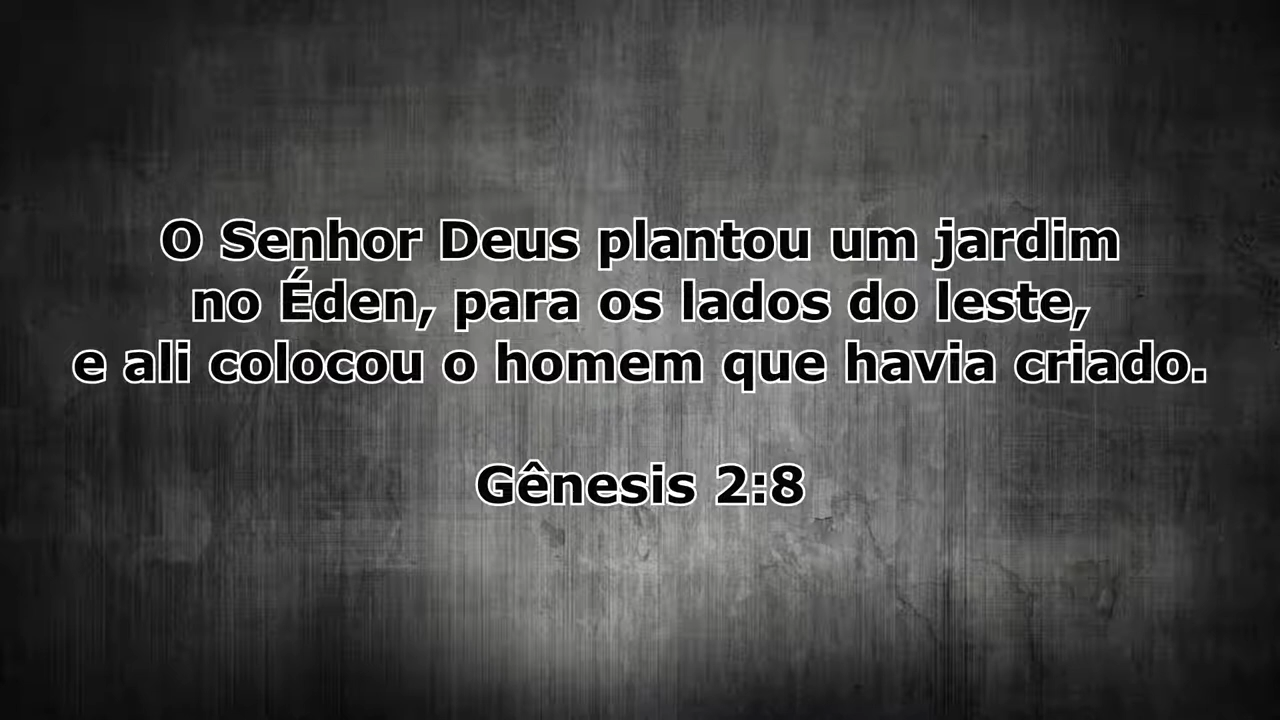 O Senhor Deus plantou um jardim
no Éden, para os lados do leste,
e ali colocou o homem que havia criado.
Gênesis 2:8